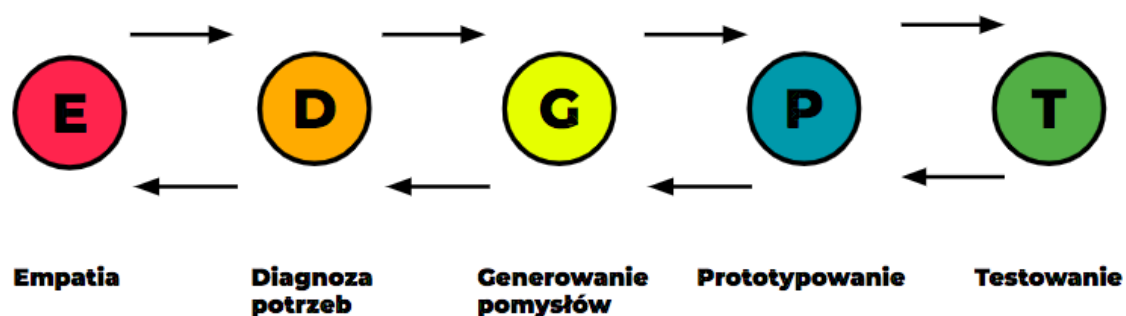 E
D
G
P
T
Empatia
Diagnoza
potrzeb
Generowanie
pomysłów
Prototypowanie
Testowanie